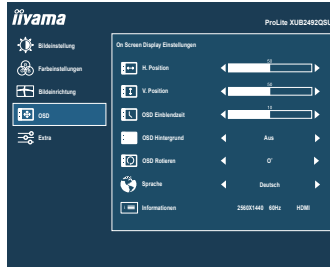 iiyama
ProLite XUB2492QSU
Bildeinstellung
Farbeinstellungen
Bildeinrichtung
OSD
Extra
On Screen Display Einstellungen
H. Position
50
V. Position
50
OSD Einblendzeit
10
OSD Hintergrund
Aus
OSD Rotieren
0°
Sprache
Deutsch
Informationen
2560X1440 60Hz HDMI